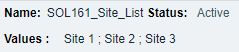 Name: SOL161_Site_List Status: Active
Values : Site 1 ; Site 2 ; Site 3